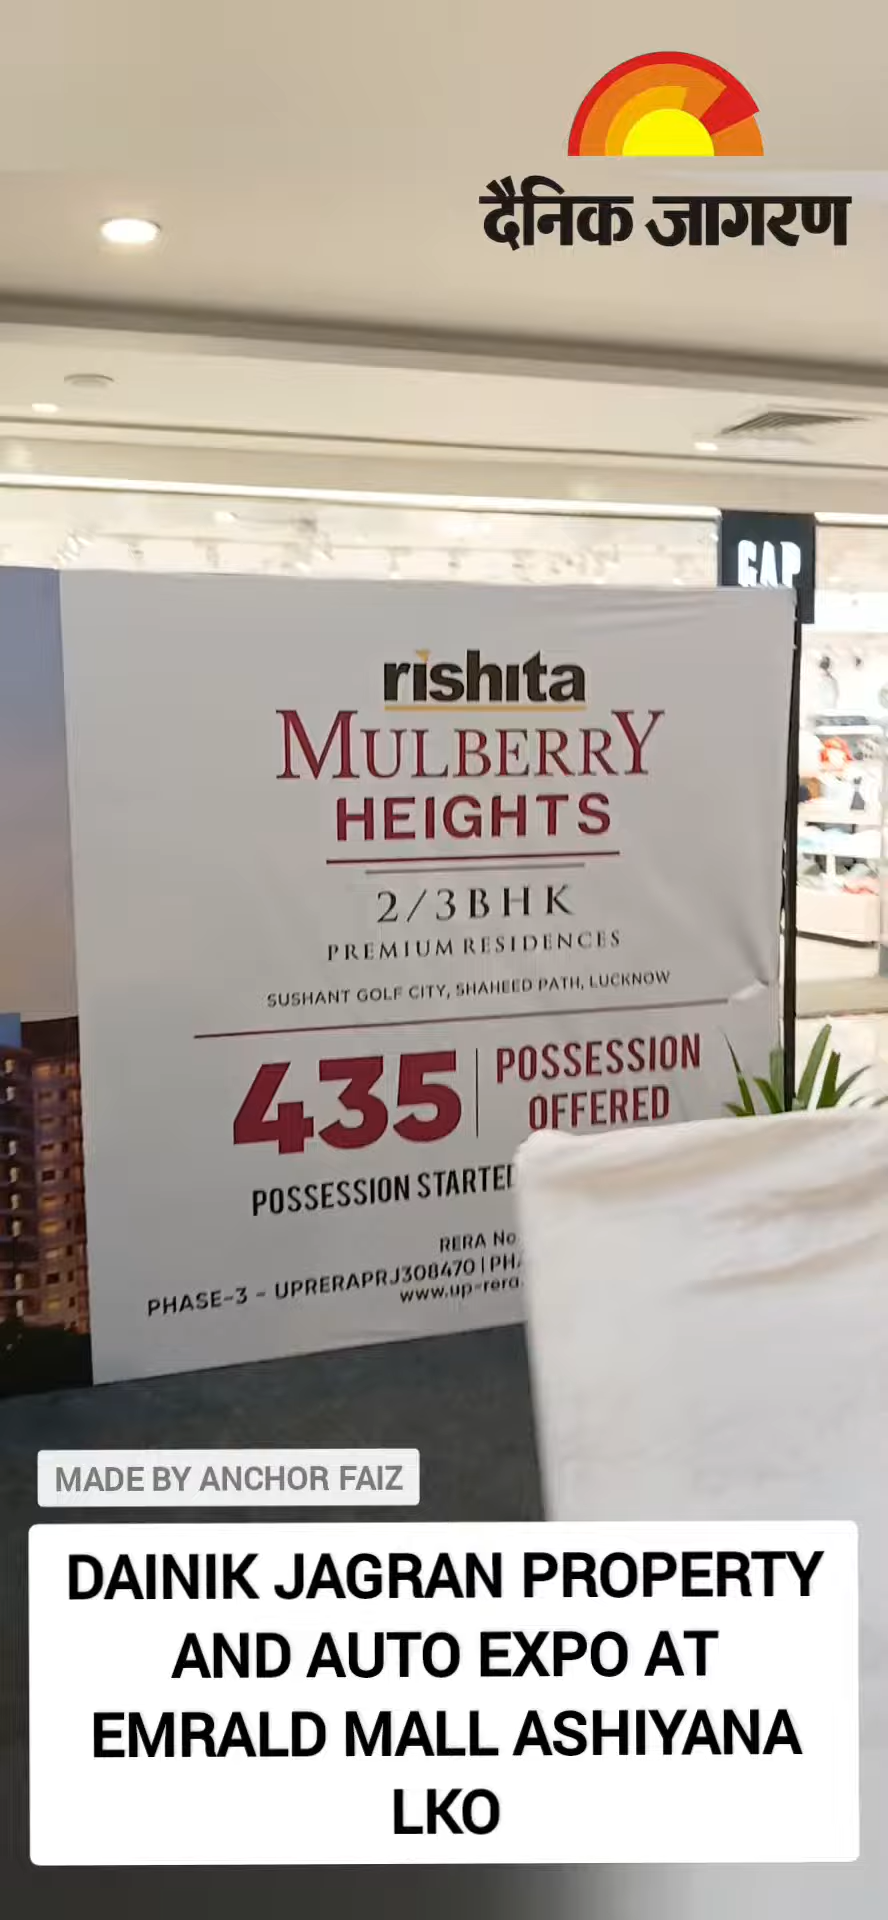 दैनिक जागरण
GAP
rishita
MULBERRY
HEIGHTS
2/3BHK
PREMIUM RESIDENCES
SUSHANT GOLF CITY, SHAHEED PATH, LUCKNOW
435
POSSESSION
OFFERED
POSSESSION STARTED
RERA No
PHASE-3 - UPRERAPRJ308470 | PHA
www.up-rera.
MADE BY ANCHOR FAIZ
DAINIK JAGRAN PROPERTY
AND AUTO EXPO AT
EMRALD MALL ASHIYANA
LKO